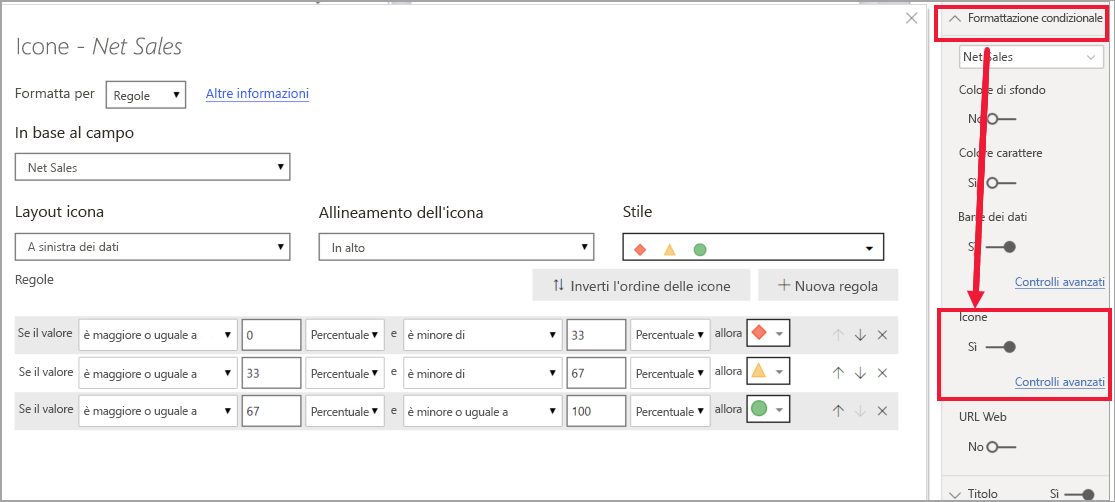 Icone - Net Sales
Formatta per Regole Altre informazioni
In base al campo
Net Sales
Layout icona Allineamento dell'icona Stile
A sinistra dei dati In alto
Regole Inverti l'ordine delle icone Nuova regola
Se il valore è maggiore o uguale a 0 Percentuale e è minore di 33 Percentuale allora
Se il valore è maggiore o uguale a 33 Percentuale e è minore di 67 Percentuale allora
Se il valore è maggiore o uguale a 67 Percentuale e è minore o uguale a 100 Percentuale allora
Formattazione condizionale
Net Sales
Colore di sfondo
No
Colore carattere
Sì
Barre dei dati
Sì
Controlli avanzati
Icone
Sì
Controlli avanzati
URL Web
No
Titolo Sì